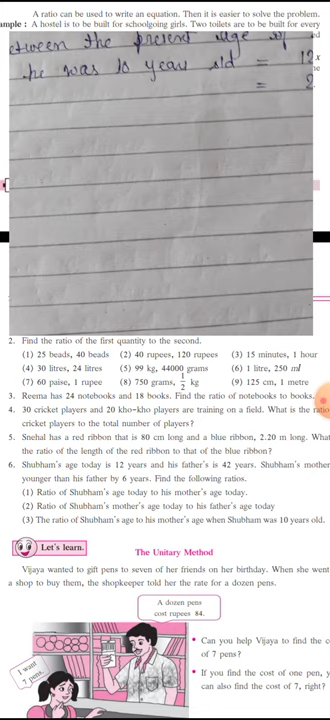 A ratio can be used to write an equation. Then it is easier to solve the problem.
ample : A hostel is to be built for schoolgoing girls. Two toilets are to be built for every
the present age of
he was 10 year old = 12
= 2
2. Find the ratio of the first quantity to the second.
(1) 25 beads, 40 beads (2) 40 rupees, 120 rupees (3) 15 minutes, 1 hour
(4) 30 litres, 24 litres (5) 99 kg, 44000 grams (6) 1 litre, 250 ml
(7) 60 paise, 1 rupee (8) 750 grams, 1/2 kg (9) 125 cm, 1 metre
3. Reema has 24 notebooks and 18 books. Find the ratio of notebooks to books.
4. 30 cricket players and 20 kho-kho players are training on a field. What is the ratio
cricket players to the total number of players?
5. Snehal has a red ribbon that is 80 cm long and a blue ribbon, 2.20 m long. What
the ratio of the length of the red ribbon to that of the blue ribbon?
6. Shubham's age today is 12 years and his father's is 42 years. Shubham's mother
younger than his father by 6 years. Find the following ratios.
(1) Ratio of Shubham's age today to his mother's age today.
(2) Ratio of Shubham's mother's age today to his father's age today
(3) The ratio of Shubham's age to his mother's age when Shubham was 10 years old.
Let's learn.
The Unitary Method
Vijaya wanted to gift pens to seven of her friends on her birthday. When she went
a shop to buy them, the shopkeeper told her the rate for a dozen pens.
A dozen pens
cost rupees 84.
I want
7 pens.
• Can you help Vijaya to find the c
of 7 pens?
• If you find the cost of one pen, y
can also find the cost of 7, right?